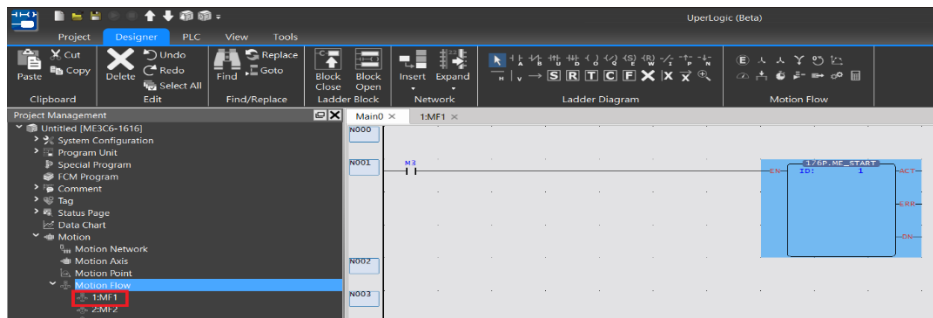 UperLogic (Beta)
Project Designer PLC View Tools
Paste Cut Copy Delete Undo Redo Select All Find Replace Goto Block Close Block Open Insert Expand
S R T C F E
Clipboard Edit Find/Replace Ladder Block Network Ladder Diagram Motion Flow
Project Management Main0 × 1:MF1 ×
Untitled [ME3C6-1616]
System Configuration
Program Unit
Special Program
FCM Program
Comment
Tag
Status Page
Data Chart
Motion
Motion Network
Motion Axis
Motion Point
Motion Flow
1:MF1
2:MF2
N000
N001 M3 176P.ME_START
EN ID: 1 ACT
ERR
DN
N002
N003